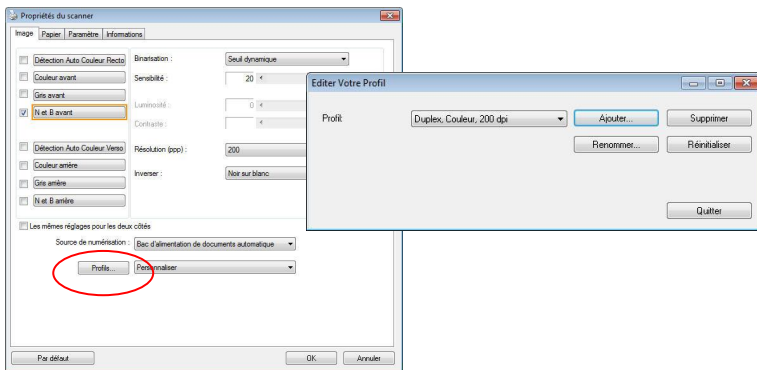 Propriétés du scanner
Image Papier Paramètre Informations
Détection Auto Couleur Recto
Couleur avant
Gris avant
N et B avant
Détection Auto Couleur Verso
Couleur arrière
Gris arrière
N et B arrière
Binarisation : Seuil dynamique
Sensibilité : 20
Luminosité : 0
Contraste :
Résolution (ppp) : 200
Inverser : Noir sur blanc
Les mêmes réglages pour les deux côtés
Source de numérisation : Bac d'alimentation de documents automatique
Profils... Personnaliser
Par défaut OK Annuler
Editer Votre Profil
Profil: Duplex, Couleur, 200 dpi Ajouter... Supprimer
Renommer... Réinitialiser
Quitter